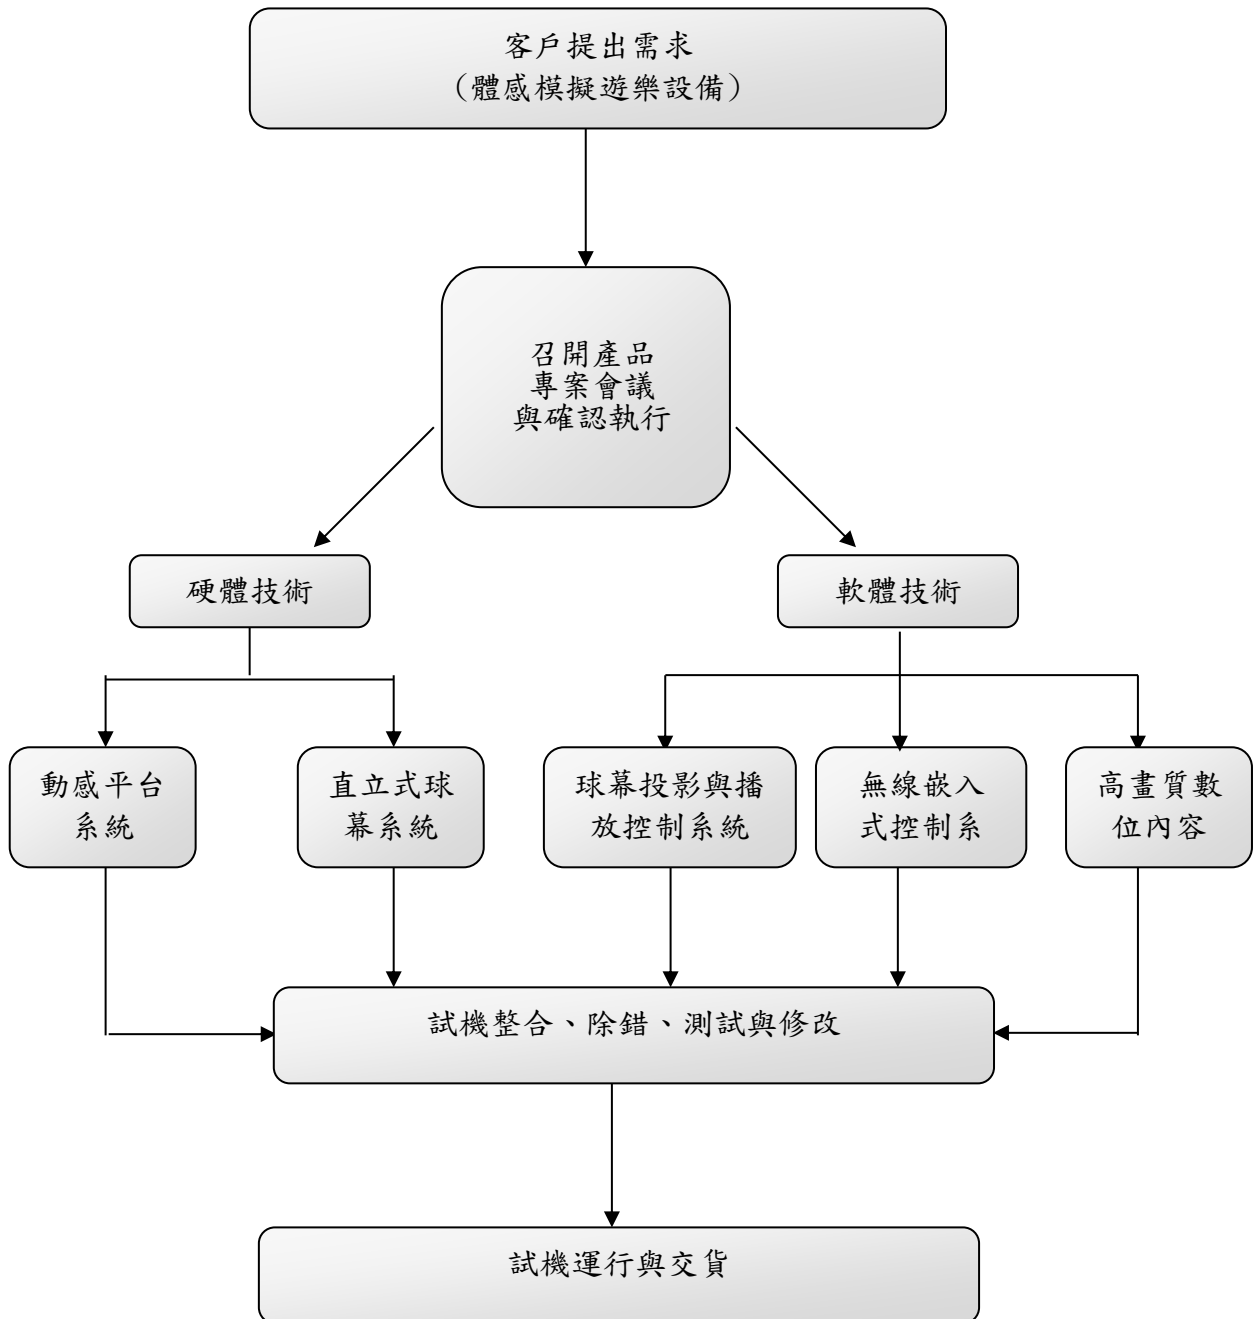 客戶提出需求
（體感模擬遊樂設備）
召開產品
專案會議
與確認執行
硬體技術
軟體技術
動感平台
系統
直立式球
幕系統
球幕投影與播
放控制系統
無線嵌入
式控制系
高畫質數
位內容
試機整合、除錯、測試與修改
試機運行與交貨